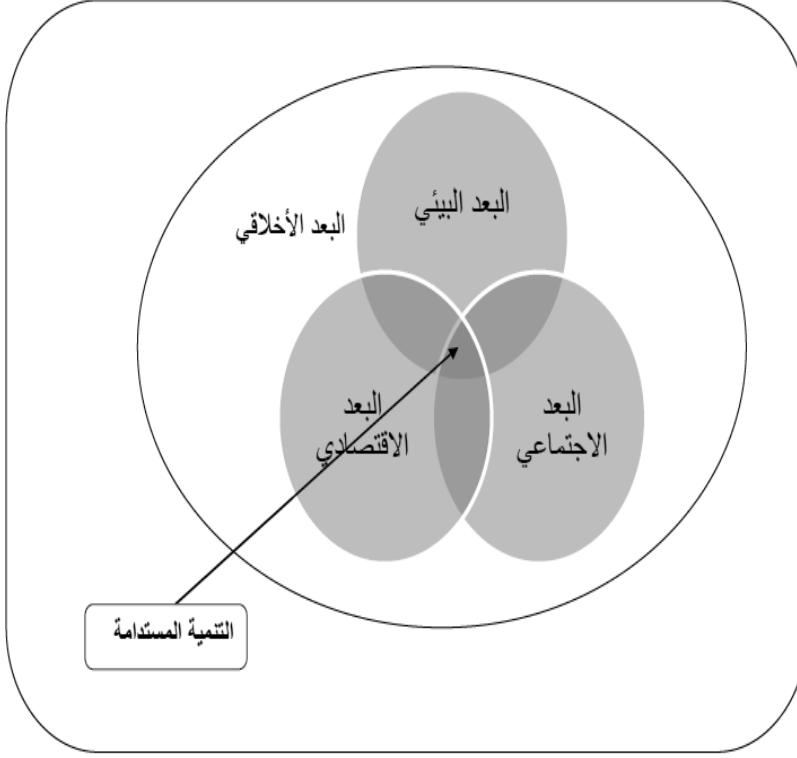 البعد البيئي
البعد الأخلاقي
البعد
الاجتماعي
البعد
الاقتصادي
التنمية المستدامة